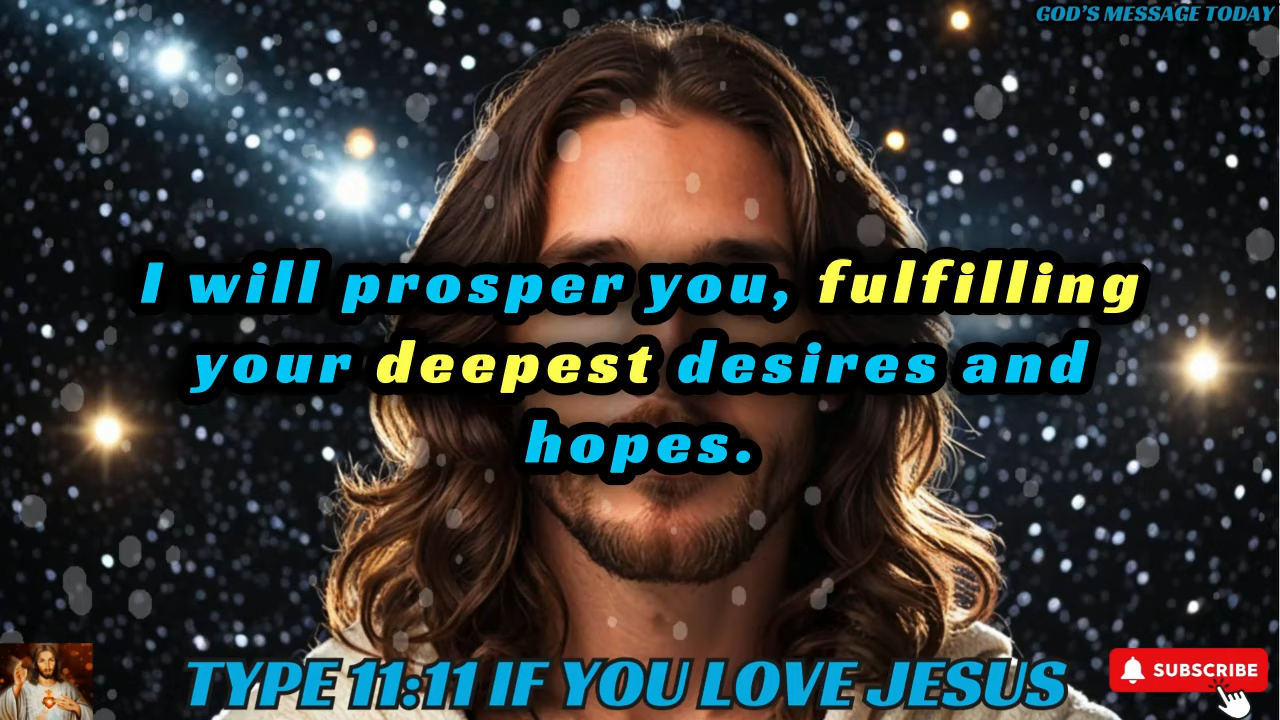 GOD'S MESSAGE TODAY
I will prosper you, fulfilling
your deepest desires and
hopes.
TYPE 11:11 IF YOU LOVE JESUS
SUBSCRIBE